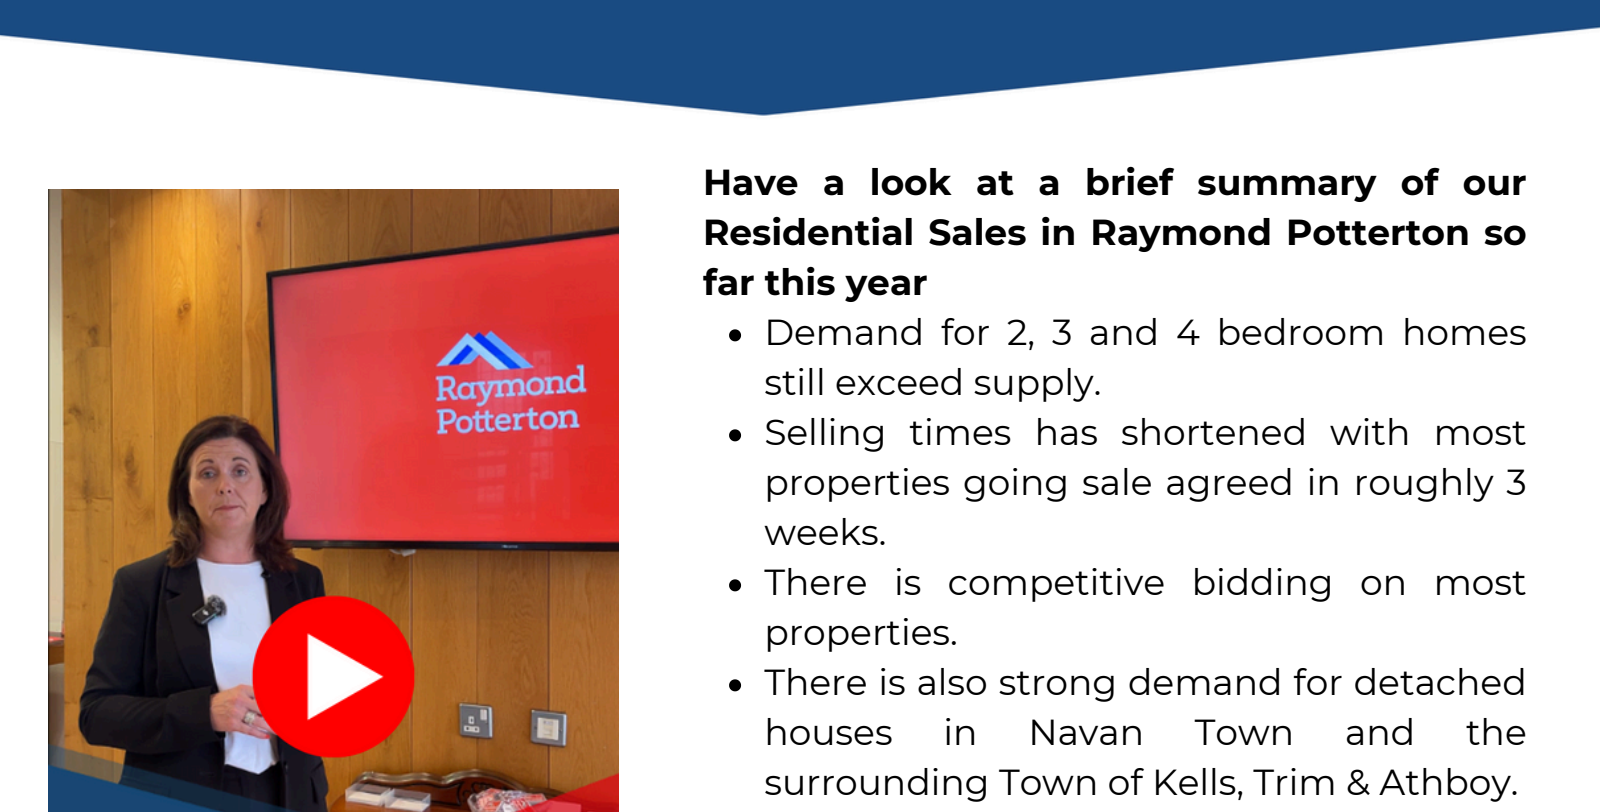 Have a look at a brief summary of our
Residential Sales in Raymond Potterton so
far this year
• Demand for 2, 3 and 4 bedroom homes
still exceed supply.
• Selling times has shortened with most
properties going sale agreed in roughly 3
weeks.
• There is competitive bidding on most
properties.
• There is also strong demand for detached
houses in Navan Town and the
surrounding Town of Kells, Trim & Athboy.
Raymond
Potterton